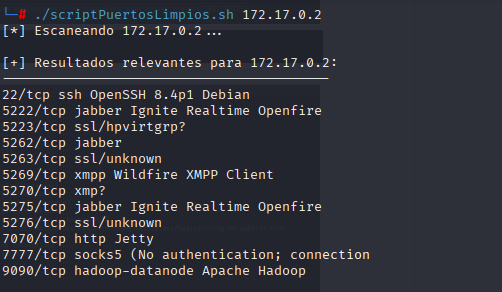 └─# ./scriptPuertosLimpios.sh 172.17.0.2
[*] Escaneando 172.17.0.2...
[+] Resultados relevantes para 172.17.0.2:
----------------------------------------
22/tcp ssh OpenSSH 8.4p1 Debian
5222/tcp jabber Ignite Realtime Openfire
5223/tcp ssl/hpvirtgrp?
5262/tcp jabber
5263/tcp ssl/unknown
5269/tcp xmpp Wildfire XMPP Client
5270/tcp xmp?
5275/tcp jabber Ignite Realtime Openfire
5276/tcp ssl/unknown
7070/tcp http Jetty
7777/tcp socks5 (No authentication; connection
9090/tcp hadoop-datanode Apache Hadoop